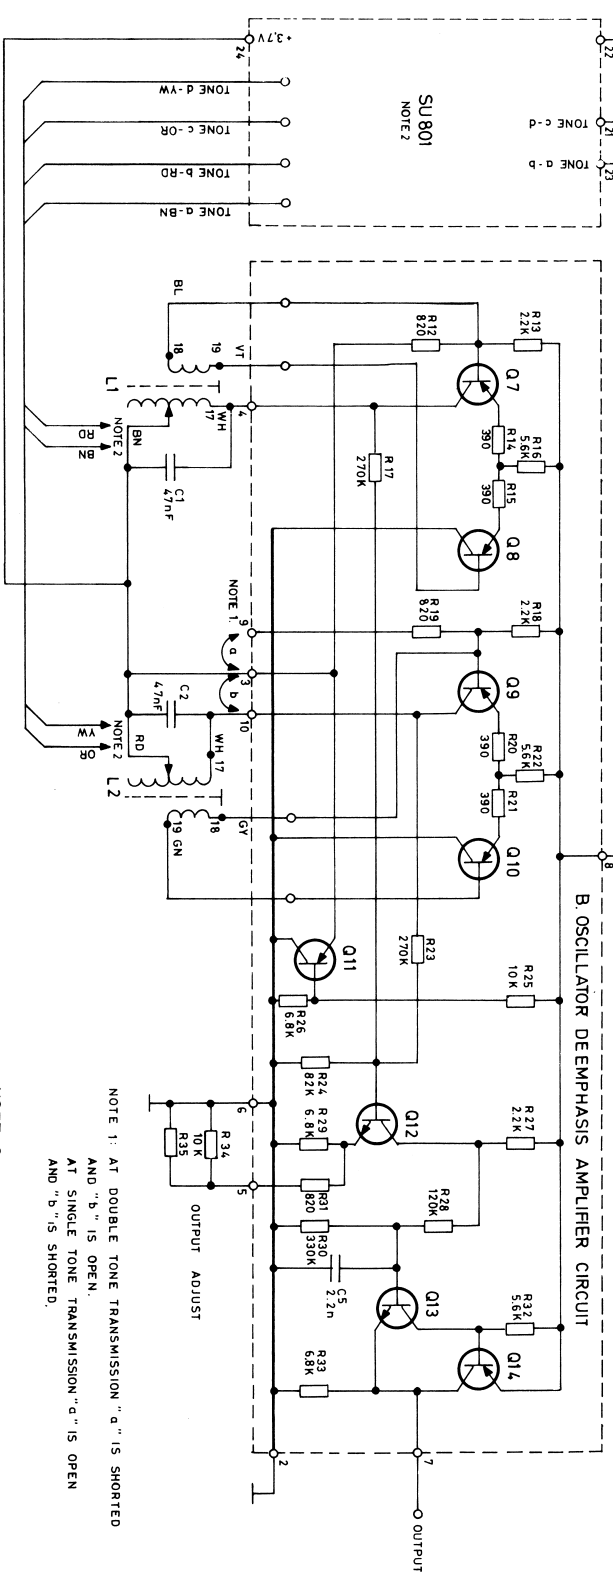 22
21
23
TONE c-d
TONE a-b
SU801
NOTE 2
+3,7V
24
TONE d-YW
TONE c-OR
TONE b-RD
TONE a-BN
B. OSCILLATOR DEEMPHASIS AMPLIFIER CIRCUIT
8
R13
2.2K
R12
820
Q7
R14
390
R16
5.6K
R15
390
Q8
R17
270K
R18
2.2K
R19
820
Q9
R20
390
R22
5.6K
R21
390
Q10
R23
270K
Q11
R25
10K
R26
6.8K
R24
82K
Q12
R27
2.2K
R29
6.8K
R31
820
R28
120K
R30
330K
C5
2.2n
Q13
R32
5.6K
Q14
R33
6.8K
2
7
OUTPUT
BL
18
19
VT
L1
17
WH
4
BN
NOTE 2
RD
BN
C1
47nF
NOTE 1.
9
a
3
b
10
C2
47nF
YW
OR
NOTE 2
RD
WH
17
L2
18
GY
19 GN
6
5
R34
10K
R35
OUTPUT ADJUST
NOTE 1: AT DOUBLE TONE TRANSMISSION "a" IS SHORTED
AND "b" IS OPEN.
AT SINGLE TONE TRANSMISSION "a" IS OPEN
AND "b" IS SHORTED.